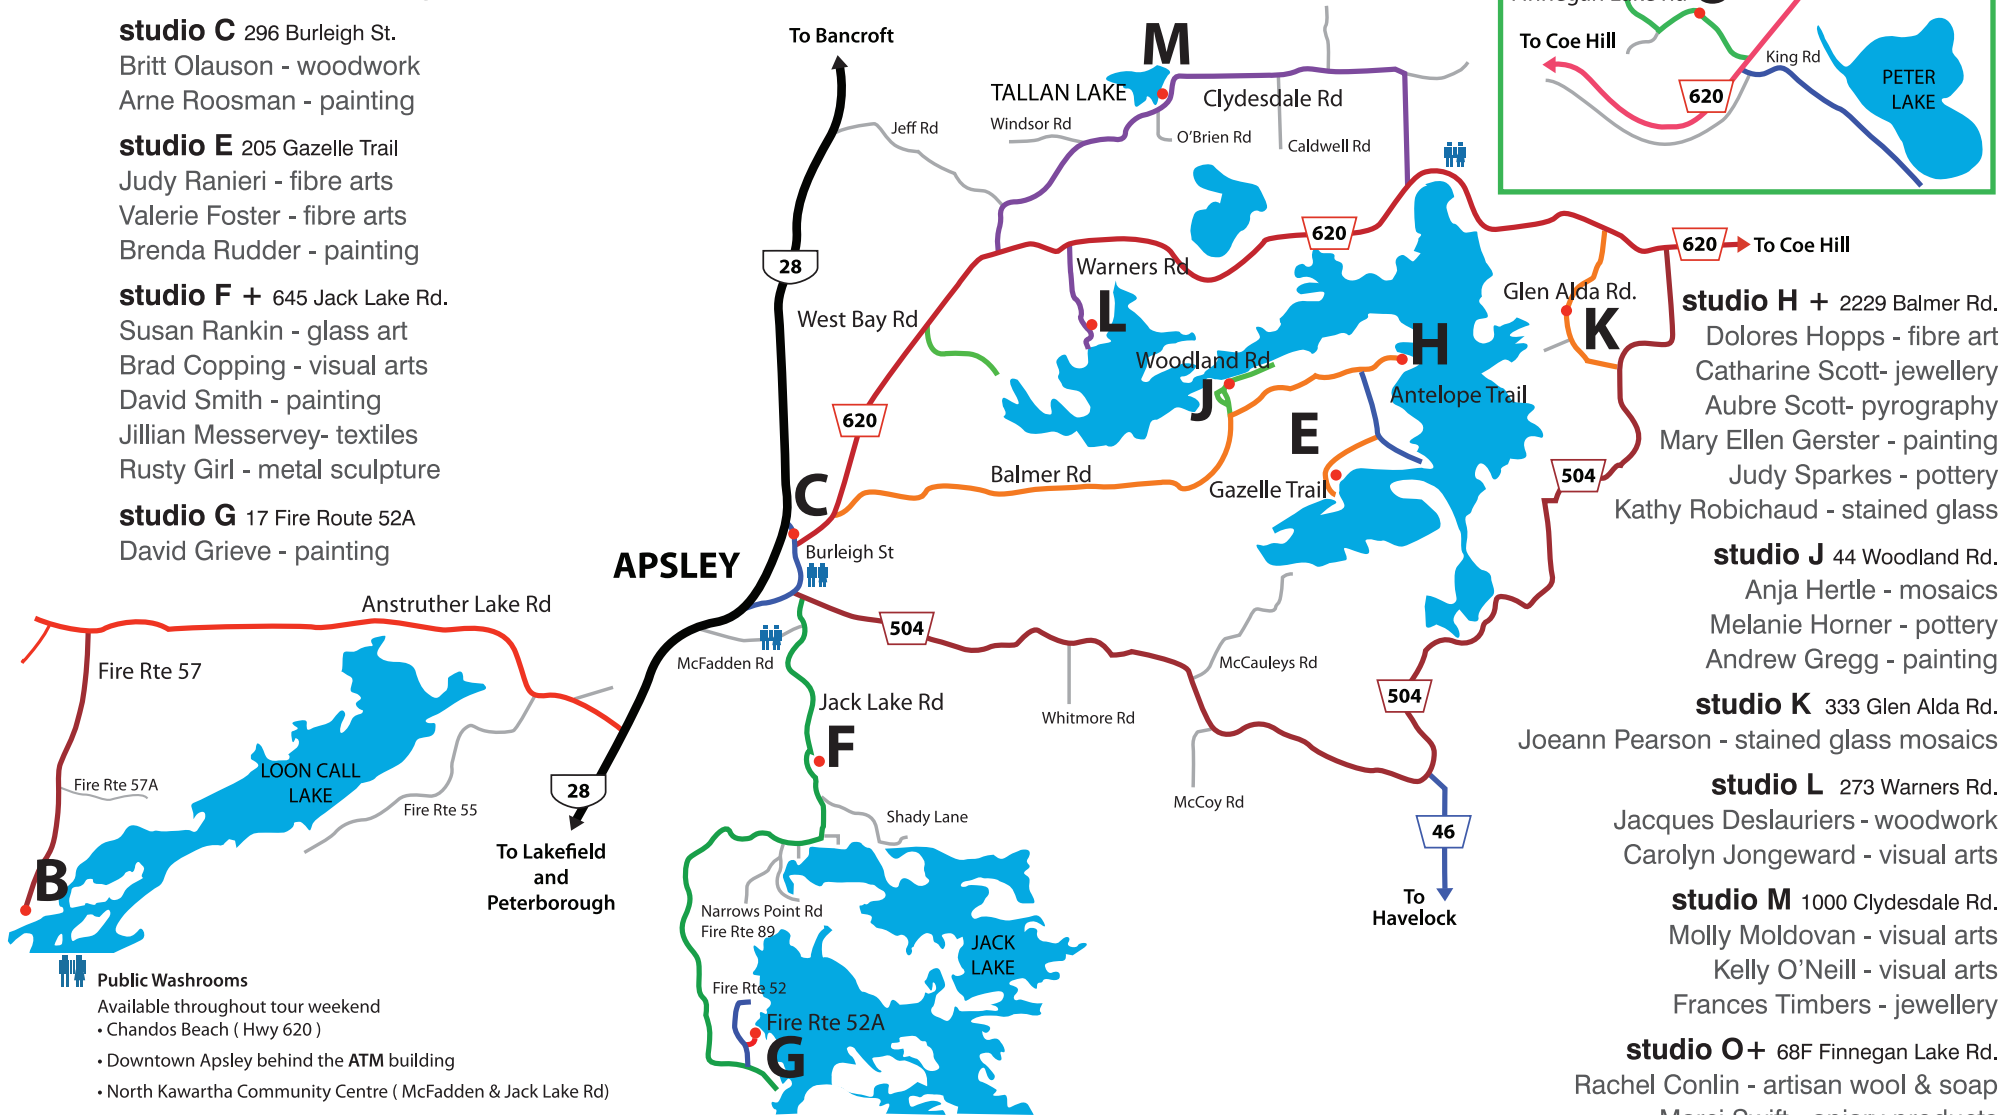 studio C 296 Burleigh St.
Britt Olauson - woodwork
Arne Roosman - painting
studio E 205 Gazelle Trail
Judy Ranieri - fibre arts
Valerie Foster - fibre arts
Brenda Rudder - painting
studio F + 645 Jack Lake Rd.
Susan Rankin - glass art
Brad Copping - visual arts
David Smith - painting
Jillian Messervey- textiles
Rusty Girl - metal sculpture
studio G 17 Fire Route 52A
David Grieve - painting
To Bancroft
M
TALLAN LAKE
Clydesdale Rd
Windsor Rd
O'Brien Rd
Caldwell Rd
Jeff Rd
28
620
620
To Coe Hill
To Coe Hill
King Rd
620
PETER
LAKE
Warners Rd
L
West Bay Rd
Woodland Rd
J
H
Antelope Trail
Glen Alda Rd.
K
620
E
Gazelle Trail
Balmer Rd
504
C
APSLEY
Burleigh St
504
McFadden Rd
McCauleys Rd
Whitmore Rd
McCoy Rd
504
46
To
Havelock
Anstruther Lake Rd
Fire Rte 57
Fire Rte 57A
LOON CALL
LAKE
Fire Rte 55
B
28
To Lakefield
and
Peterborough
Jack Lake Rd
F
Shady Lane
Narrows Point Rd
Fire Rte 89
JACK
LAKE
Fire Rte 52
Fire Rte 52A
G
Public Washrooms
Available throughout tour weekend
• Chandos Beach ( Hwy 620 )
• Downtown Apsley behind the ATM building
• North Kawartha Community Centre ( McFadden & Jack Lake Rd)
studio H + 2229 Balmer Rd.
Dolores Hopps - fibre art
Catharine Scott- jewellery
Aubre Scott- pyrography
Mary Ellen Gerster - painting
Judy Sparkes - pottery
Kathy Robichaud - stained glass
studio J 44 Woodland Rd.
Anja Hertle - mosaics
Melanie Horner - pottery
Andrew Gregg - painting
studio K 333 Glen Alda Rd.
Joeann Pearson - stained glass mosaics
studio L 273 Warners Rd.
Jacques Deslauriers - woodwork
Carolyn Jongeward - visual arts
studio M 1000 Clydesdale Rd.
Molly Moldovan - visual arts
Kelly O'Neill - visual arts
Frances Timbers - jewellery
studio O+ 68F Finnegan Lake Rd.
Rachel Conlin - artisan wool & soap